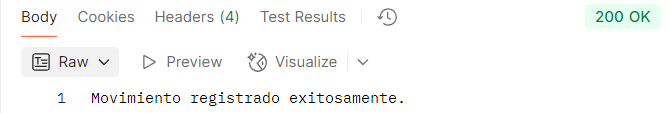 Body Cookies Headers (4) Test Results 200 OK
Raw Preview Visualize
1 Movimiento registrado exitosamente.